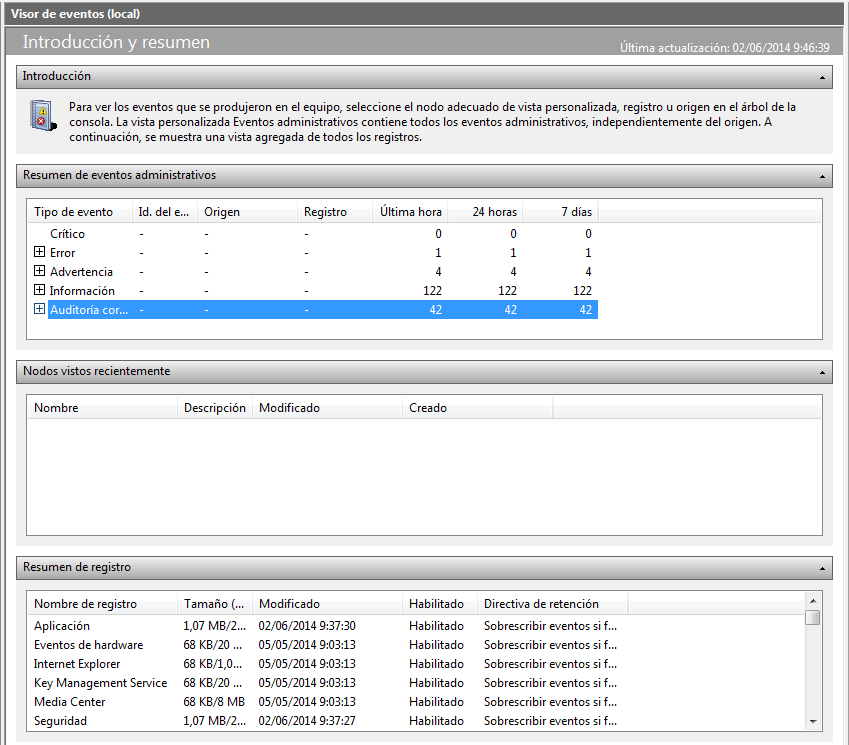 Visor de eventos (local)
Introducción y resumen
Última actualización: 02/06/2014 9:46:39
Introducción
Para ver los eventos que se produjeron en el equipo, seleccione el nodo adecuado de vista personalizada, registro u origen en el árbol de la
consola. La vista personalizada Eventos administrativos contiene todos los eventos administrativos, independientemente del origen. A
continuación, se muestra una vista agregada de todos los registros.
Resumen de eventos administrativos
Tipo de evento Id. del e... Origen Registro Última hora 24 horas 7 días
Crítico - - - 0 0 0
Error - - - 1 1 1
Advertencia - - - 4 4 4
Información - - - 122 122 122
Auditoría cor... - - - 42 42 42
Nodos vistos recientemente
Nombre Descripción Modificado Creado
Resumen de registro
Nombre de registro Tamaño (... Modificado Habilitado Directiva de retención
Aplicación 1,07 MB/2... 02/06/2014 9:37:30 Habilitado Sobrescribir eventos si f...
Eventos de hardware 68 KB/20 ... 05/05/2014 9:03:13 Habilitado Sobrescribir eventos si f...
Internet Explorer 68 KB/1,0... 05/05/2014 9:03:13 Habilitado Sobrescribir eventos si f...
Key Management Service 68 KB/20 ... 05/05/2014 9:03:13 Habilitado Sobrescribir eventos si f...
Media Center 68 KB/8 MB 05/05/2014 9:03:13 Habilitado Sobrescribir eventos si f...
Seguridad 1,07 MB/2... 02/06/2014 9:37:27 Habilitado Sobrescribir eventos si f...